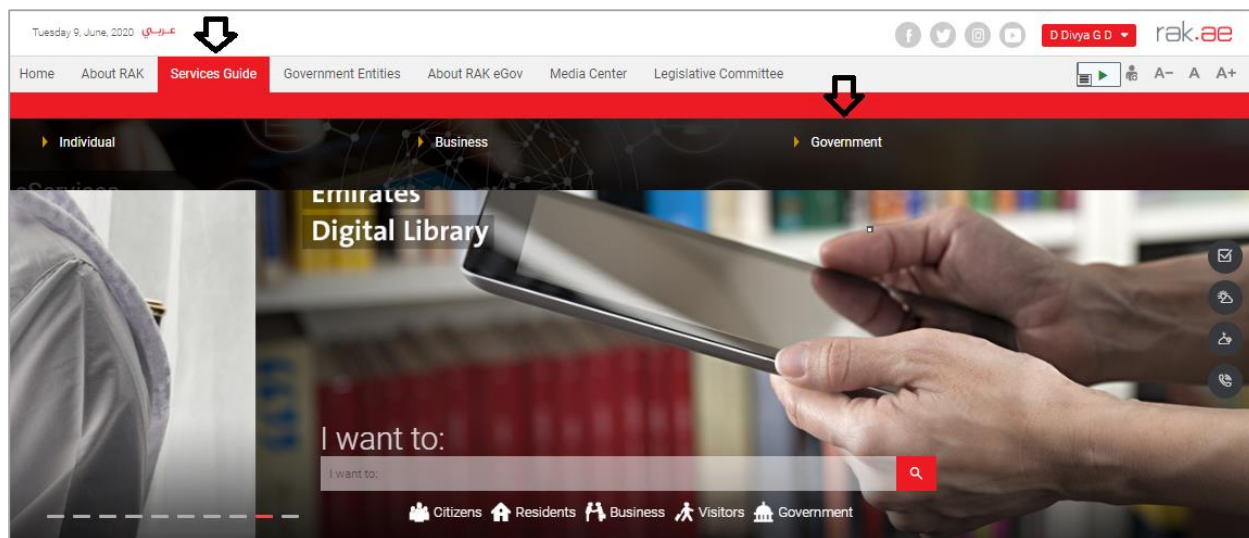 Tuesday 9, June, 2020 عربي
D Divya G D
rak.ae
Home About RAK Services Guide Government Entities About RAK eGov Media Center Legislative Committee
A- A A+
Individual Business Government
eServices
Emirates
Digital Library
I want to:
I want to:
Citizens Residents Business Visitors Government